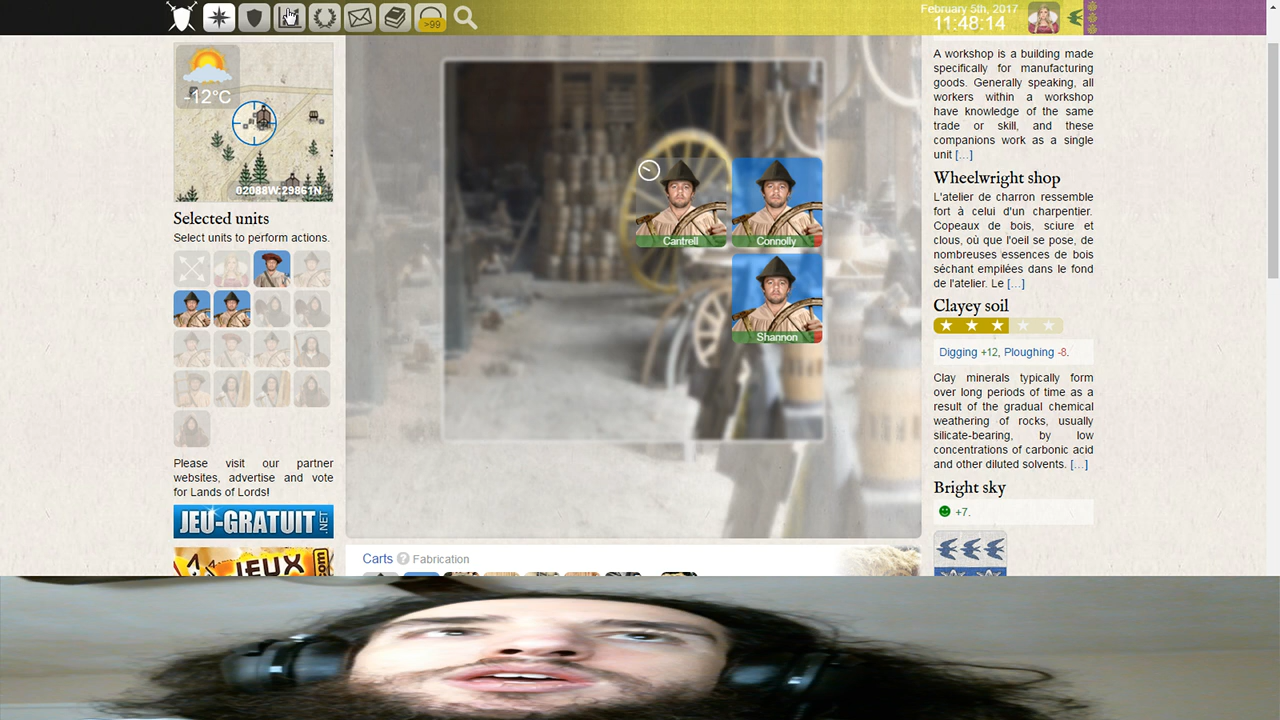 >99
February 5th, 2017
11:48:14
-12°C
02088W;29861N
Selected units
Select units to perform actions.
Please visit our partner
websites, advertise and vote
for Lands of Lords!
JEU-GRATUIT.NET
JEUX.com
Cantrell
Connolly
Shannon
Carts ? Fabrication
A workshop is a building made
specifically for manufacturing
goods. Generally speaking, all
workers within a workshop
have knowledge of the same
trade or skill, and these
companions work as a single
unit [...]
Wheelwright shop
L'atelier de charron ressemble
fort à celui d'un charpentier.
Copeaux de bois, sciure et
clous, où que l'oeil se pose, de
nombreuses essences de bois
séchant empilées dans le fond
de l'atelier. Le [...]
Clayey soil
Digging +12, Ploughing -8.
Clay minerals typically form
over long periods of time as a
result of the gradual chemical
weathering of rocks, usually
silicate-bearing, by low
concentrations of carbonic acid
and other diluted solvents. [...]
Bright sky
+7.